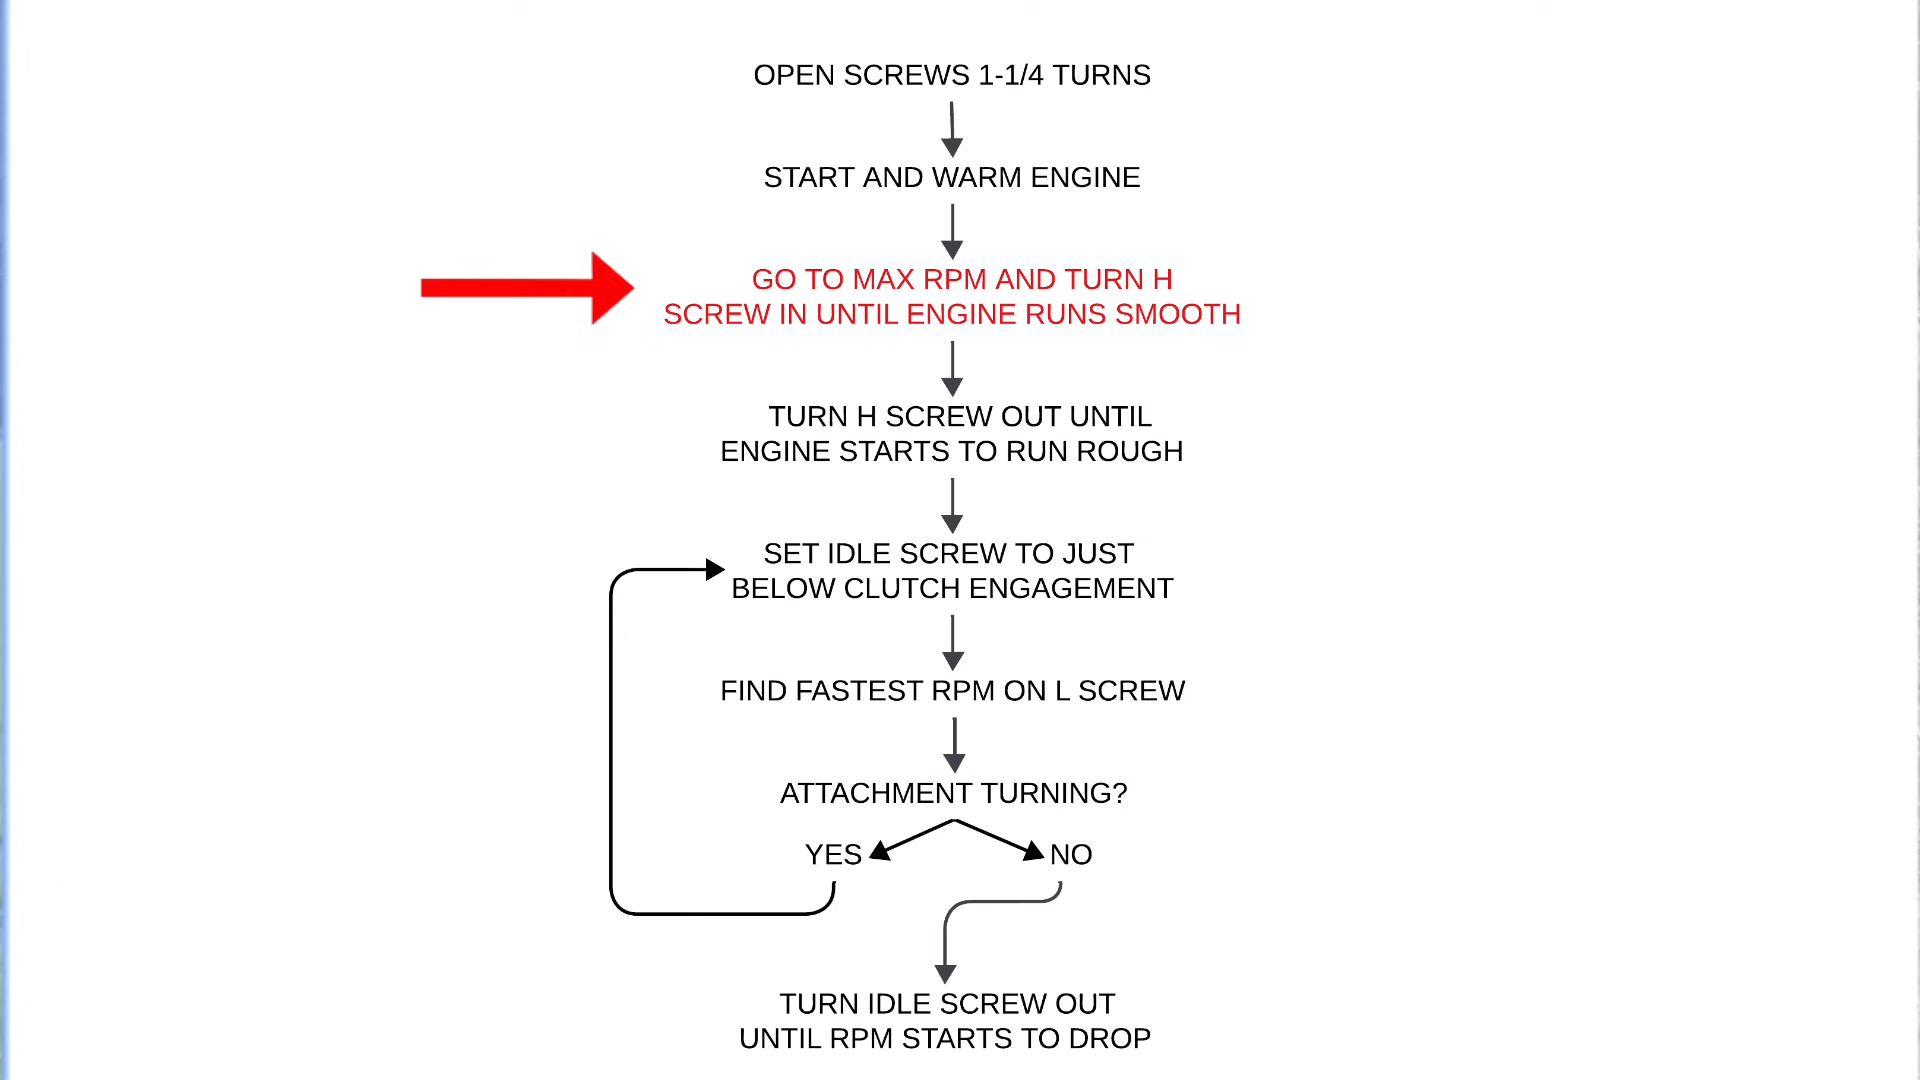 OPEN SCREWS 1-1/4 TURNS
START AND WARM ENGINE
GO TO MAX RPM AND TURN H
SCREW IN UNTIL ENGINE RUNS SMOOTH
TURN H SCREW OUT UNTIL
ENGINE STARTS TO RUN ROUGH
SET IDLE SCREW TO JUST
BELOW CLUTCH ENGAGEMENT
FIND FASTEST RPM ON L SCREW
ATTACHMENT TURNING?
YES
NO
TURN IDLE SCREW OUT
UNTIL RPM STARTS TO DROP